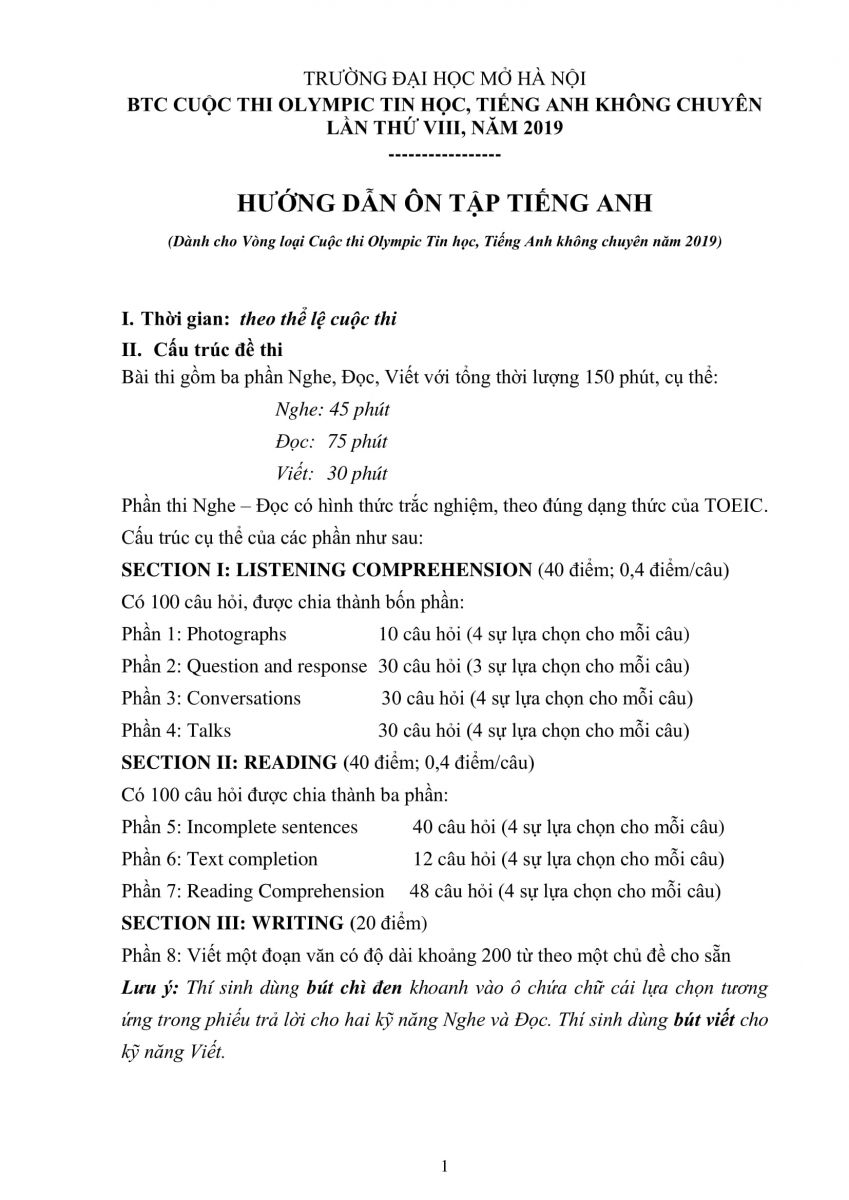 TRƯỜNG ĐẠI HỌC MỞ HÀ NỘI
BTC CUỘC THI OLYMPIC TIN HỌC, TIẾNG ANH KHÔNG CHUYÊN
LẦN THỨ VIII, NĂM 2019
-----------------
HƯỚNG DẪN ÔN TẬP TIẾNG ANH
(Dành cho Vòng loại Cuộc thi Olympic Tin học, Tiếng Anh không chuyên năm 2019)
I. Thời gian: theo thể lệ cuộc thi
II. Cấu trúc đề thi
Bài thi gồm ba phần Nghe, Đọc, Viết với tổng thời lượng 150 phút, cụ thể:
Nghe: 45 phút
Đọc: 75 phút
Viết: 30 phút
Phần thi Nghe – Đọc có hình thức trắc nghiệm, theo đúng dạng thức của TOEIC.
Cấu trúc cụ thể của các phần như sau:
SECTION I: LISTENING COMPREHENSION (40 điểm; 0,4 điểm/câu)
Có 100 câu hỏi, được chia thành bốn phần:
Phần 1: Photographs 10 câu hỏi (4 sự lựa chọn cho mỗi câu)
Phần 2: Question and response 30 câu hỏi (3 sự lựa chọn cho mỗi câu)
Phần 3: Conversations 30 câu hỏi (4 sự lựa chọn cho mỗi câu)
Phần 4: Talks 30 câu hỏi (4 sự lựa chọn cho mỗi câu)
SECTION II: READING (40 điểm; 0,4 điểm/câu)
Có 100 câu hỏi được chia thành ba phần:
Phần 5: Incomplete sentences 40 câu hỏi (4 sự lựa chọn cho mỗi câu)
Phần 6: Text completion 12 câu hỏi (4 sự lựa chọn cho mỗi câu)
Phần 7: Reading Comprehension 48 câu hỏi (4 sự lựa chọn cho mỗi câu)
SECTION III: WRITING (20 điểm)
Phần 8: Viết một đoạn văn có độ dài khoảng 200 từ theo một chủ đề cho sẵn
Lưu ý: Thí sinh dùng bút chì đen khoanh vào ô chứa chữ cái lựa chọn tương
ứng trong phiếu trả lời cho hai kỹ năng Nghe và Đọc. Thí sinh dùng bút viết cho
kỹ năng Viết.
1